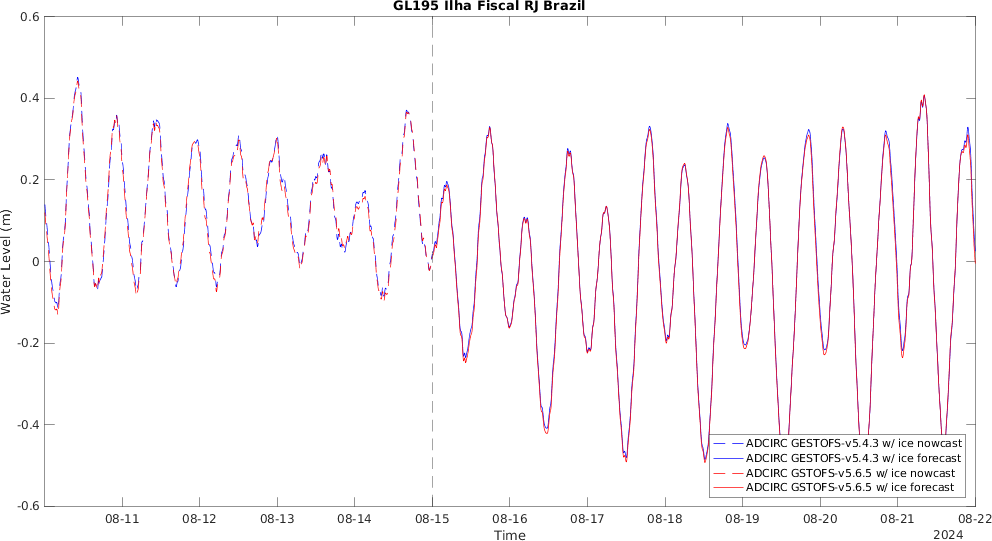 GL195 Ilha Fiscal RJ Brazil
0.6
0.4
0.2
0
-0.2
-0.4
-0.6
Water Level (m)
ADCIRC GESTOFS-v5.4.3 w/ ice nowcast
ADCIRC GESTOFS-v5.4.3 w/ ice forecast
ADCIRC GSTOFS-v5.6.5 w/ ice nowcast
ADCIRC GSTOFS-v5.6.5 w/ ice forecast
08-11 08-12 08-13 08-14 08-15 08-16 08-17 08-18 08-19 08-20 08-21 08-22
Time
2024